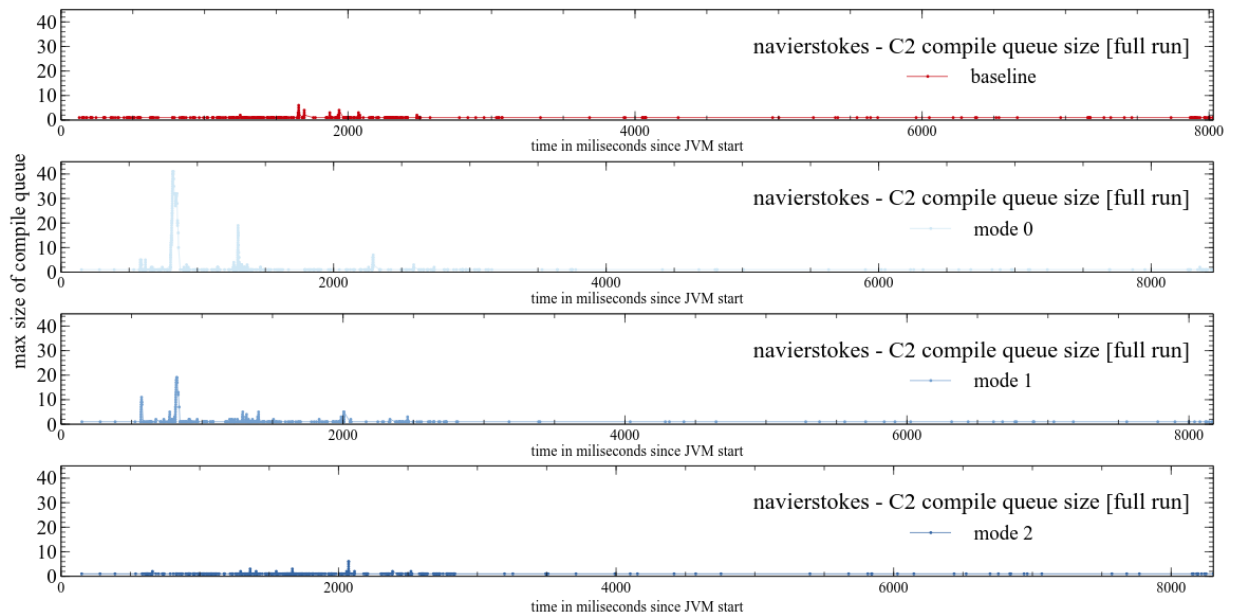 40
30
20
10
0
navierstokes - C2 compile queue size [full run]
baseline
0 2000 4000 6000 8000
time in miliseconds since JVM start
max size of compile queue
40
30
20
10
0
navierstokes - C2 compile queue size [full run]
mode 0
0 2000 4000 6000 8000
time in miliseconds since JVM start
40
30
20
10
0
navierstokes - C2 compile queue size [full run]
mode 1
0 2000 4000 6000 8000
time in miliseconds since JVM start
40
30
20
10
0
navierstokes - C2 compile queue size [full run]
mode 2
0 2000 4000 6000 8000
time in miliseconds since JVM start